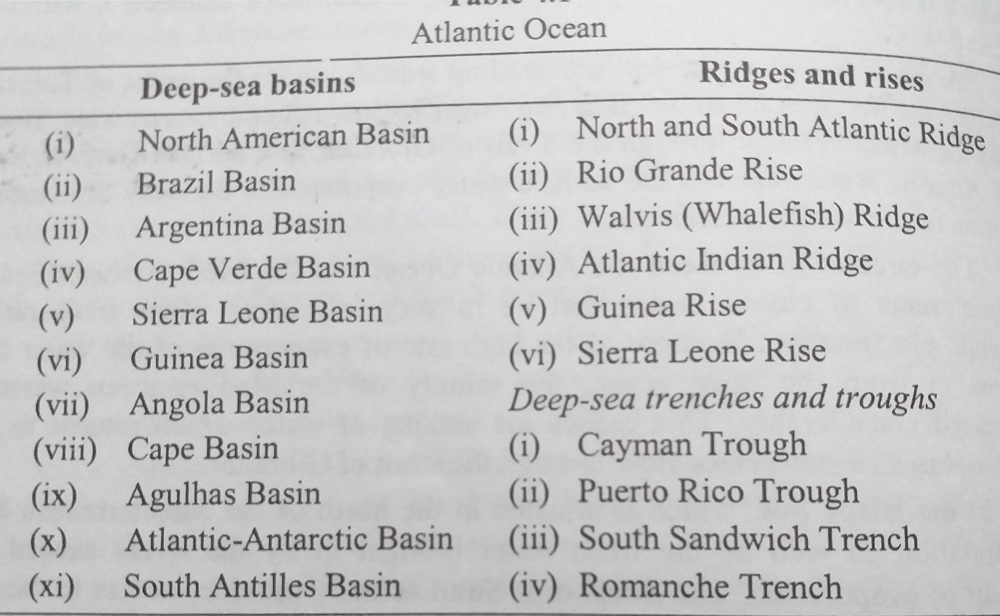 Atlantic Ocean
Deep-sea basins Ridges and rises
(i) North American Basin (i) North and South Atlantic Ridge
(ii) Brazil Basin (ii) Rio Grande Rise
(iii) Argentina Basin (iii) Walvis (Whalefish) Ridge
(iv) Cape Verde Basin (iv) Atlantic Indian Ridge
(v) Sierra Leone Basin (v) Guinea Rise
(vi) Guinea Basin (vi) Sierra Leone Rise
(vii) Angola Basin Deep-sea trenches and troughs
(viii) Cape Basin (i) Cayman Trough
(ix) Agulhas Basin (ii) Puerto Rico Trough
(x) Atlantic-Antarctic Basin (iii) South Sandwich Trench
(xi) South Antilles Basin (iv) Romanche Trench